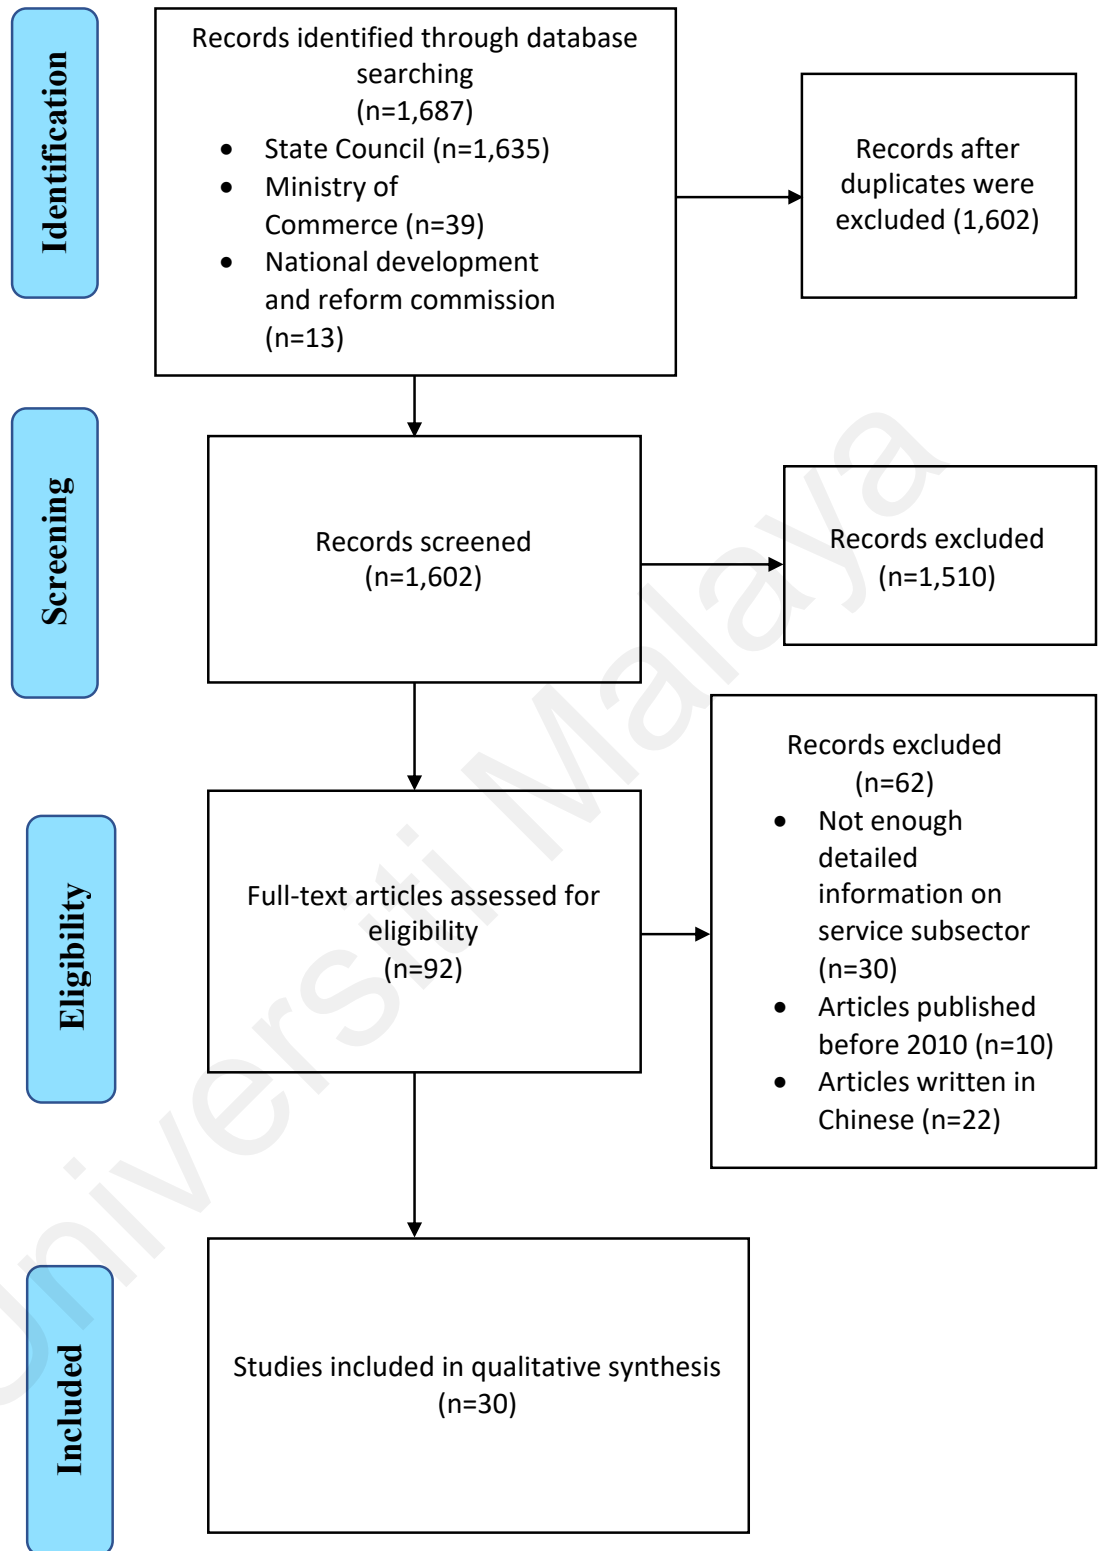 Identification
Records identified through database
searching
(n=1,687)
• State Council (n=1,635)
• Ministry of
Commerce (n=39)
• National development
and reform commission
(n=13)
Records after
duplicates were
excluded (1,602)
Screening
Records screened
(n=1,602)
Records excluded
(n=1,510)
Eligibility
Full-text articles assessed for
eligibility
(n=92)
Records excluded
(n=62)
• Not enough
detailed
information on
service subsector
(n=30)
• Articles published
before 2010 (n=10)
• Articles written in
Chinese (n=22)
Included
Studies included in qualitative synthesis
(n=30)
Universiti Malaya